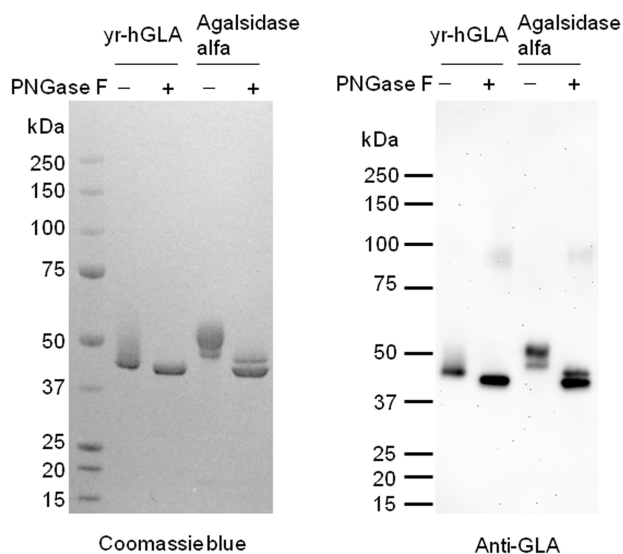 yr-hGLA Agalsidase alfa
PNGase F − + − +
kDa
250
150
100
75
50
37
25
20
15
Coomassie blue
yr-hGLA Agalsidase alfa
PNGase F − + − +
kDa
250
150
100
75
50
37
25
20
15
Anti-GLA